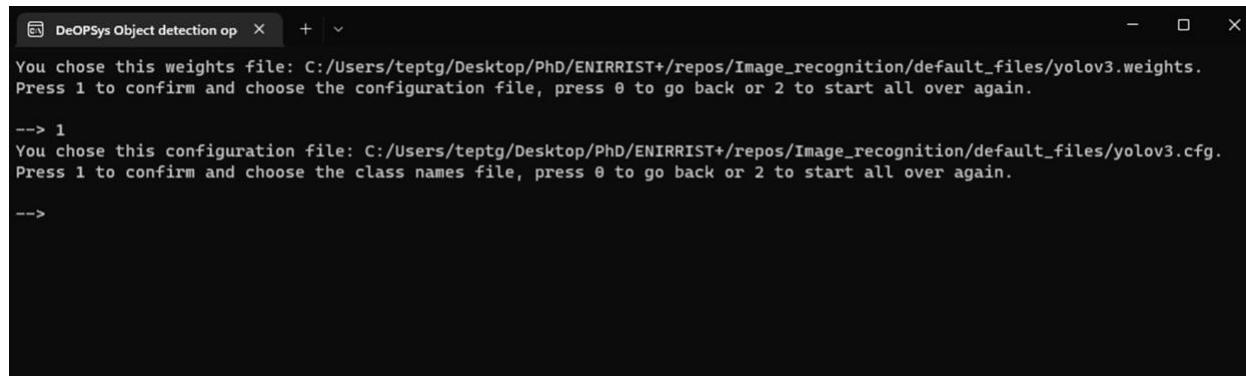 DeOPSys Object detection op
You chose this weights file: C:/Users/teptg/Desktop/PhD/ENIRRIST+/repos/Image_recognition/default_files/yolov3.weights.
Press 1 to confirm and choose the configuration file, press 0 to go back or 2 to start all over again.
--> 1
You chose this configuration file: C:/Users/teptg/Desktop/PhD/ENIRRIST+/repos/Image_recognition/default_files/yolov3.cfg.
Press 1 to confirm and choose the class names file, press 0 to go back or 2 to start all over again.
-->